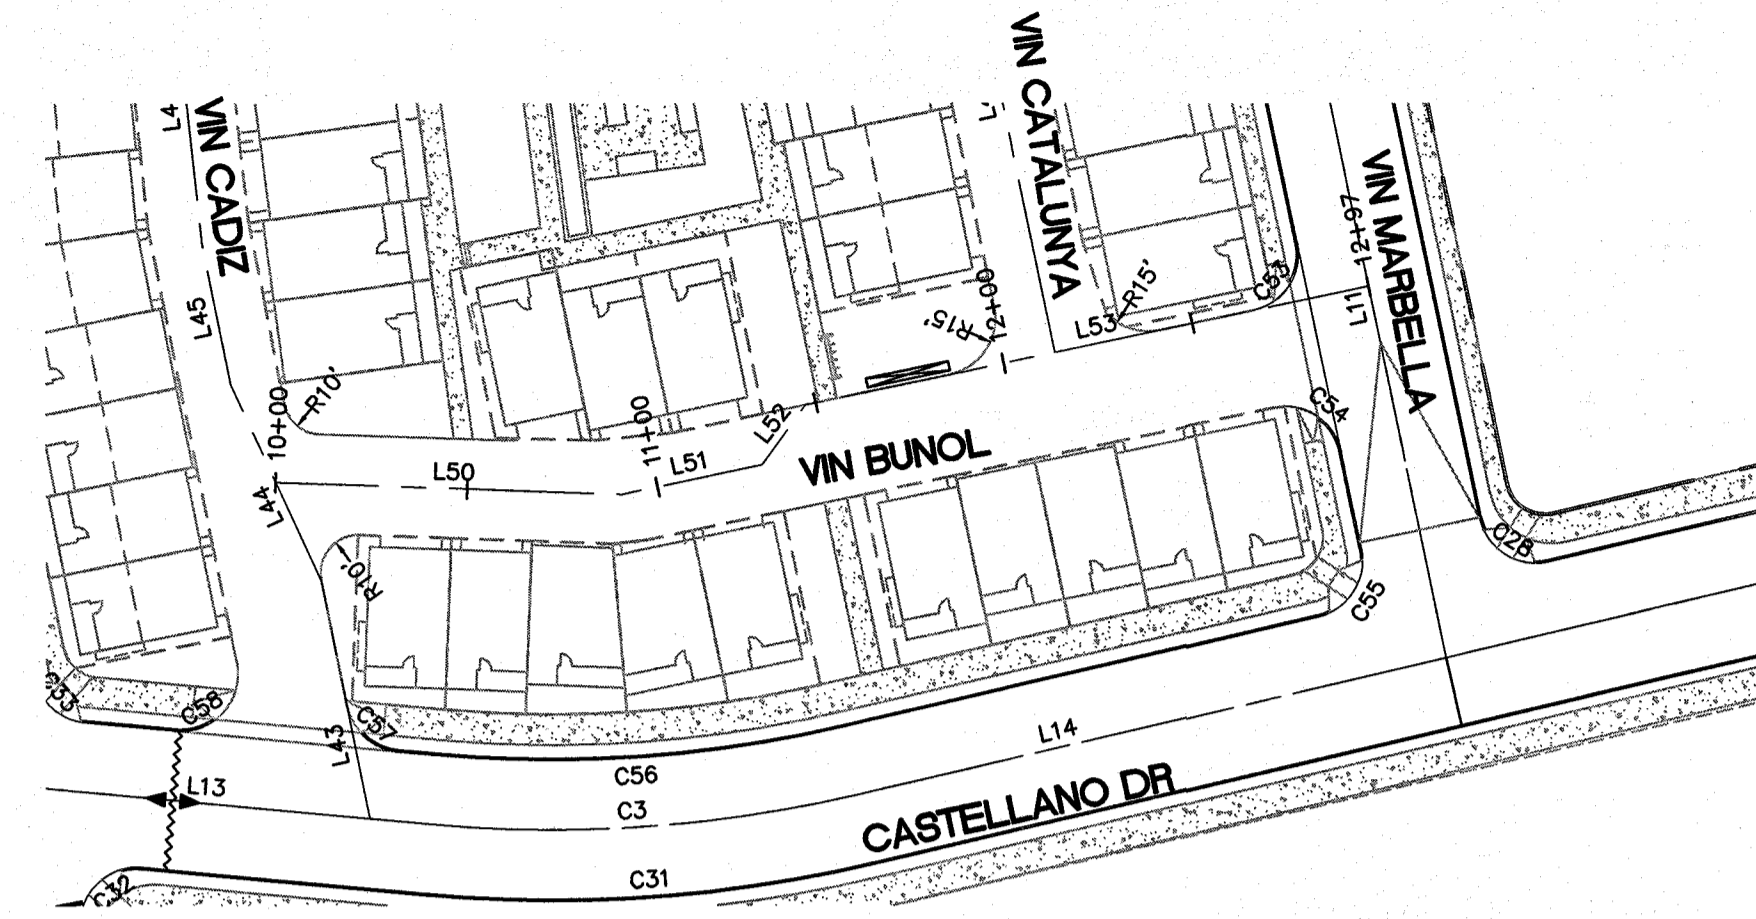 L4
VIN CADIZ
VIN CATALUNYA
VIN MARBELLA
12+97
L45
C53
L11
R15'
R15'
12+00
L53
R10'
10+00
11+00
L52
C54
L50
L51
VIN BUNOL
L44
C28
R10'
C55
C33
C58
C57
L43
L14
C56
L13
C3
CASTELLANO DR
C31
C32